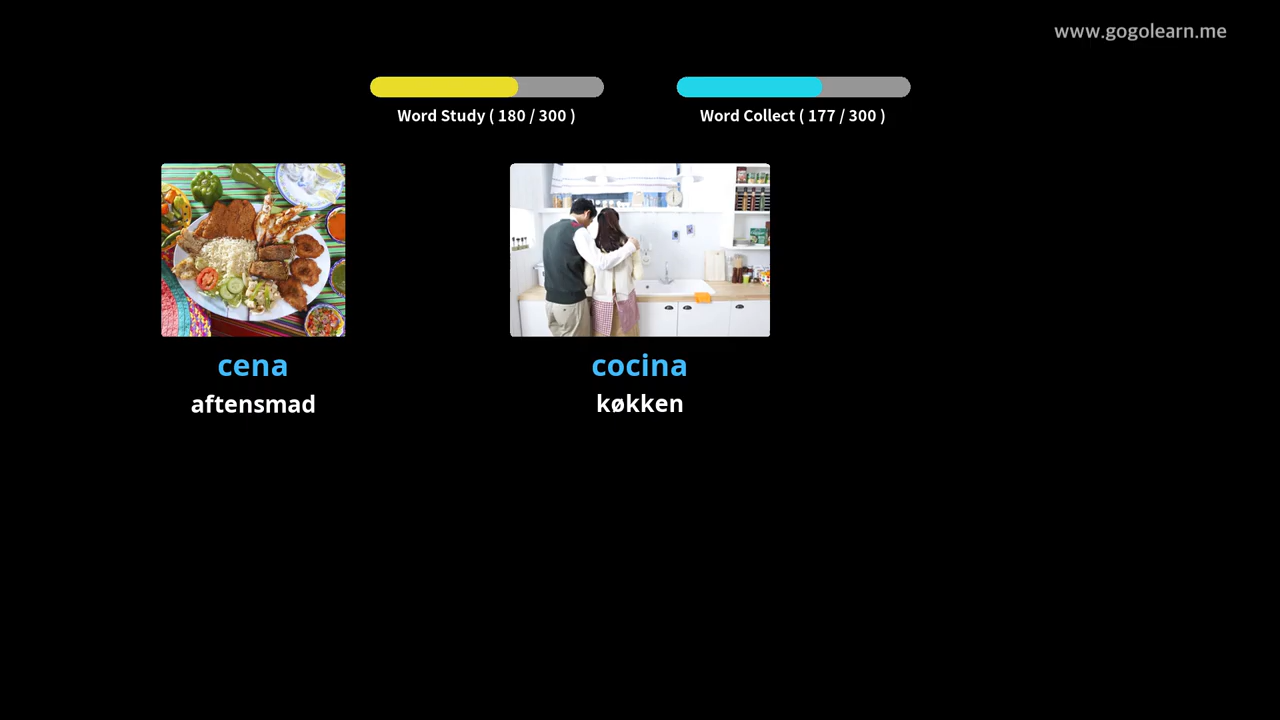 www.gogolearn.me
Word Study ( 180 / 300 )
Word Collect ( 177 / 300 )
cena
aftensmad
cocina
køkken